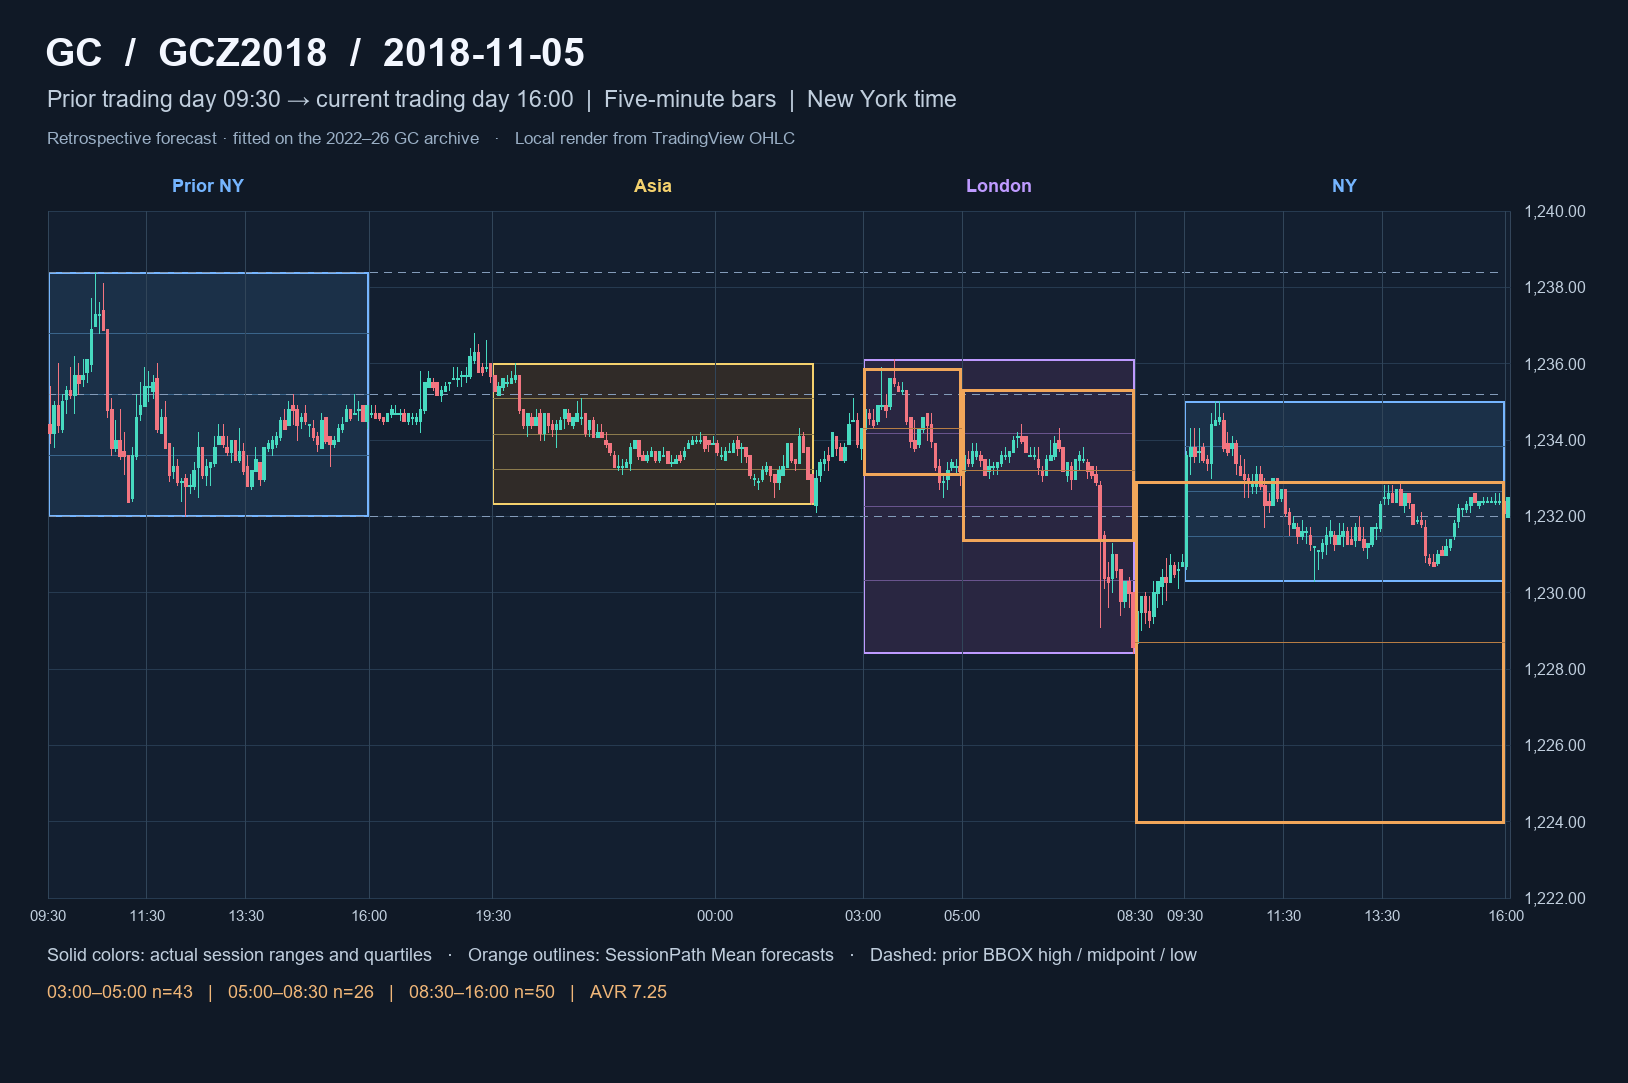 GC / GCZ2018 / 2018-11-05
Prior trading day 09:30 → current trading day 16:00 | Five-minute bars | New York time
Retrospective forecast · fitted on the 2022–26 GC archive · Local render from TradingView OHLC
Prior NY Asia London NY
1,240.00
1,238.00
1,236.00
1,234.00
1,232.00
1,230.00
1,228.00
1,226.00
1,224.00
1,222.00
09:30 11:30 13:30 16:00 19:30 00:00 03:00 05:00 08:30 09:30 11:30 13:30 16:00
Solid colors: actual session ranges and quartiles · Orange outlines: SessionPath Mean forecasts · Dashed: prior BBOX high / midpoint / low
03:00–05:00 n=43 | 05:00–08:30 n=26 | 08:30–16:00 n=50 | AVR 7.25